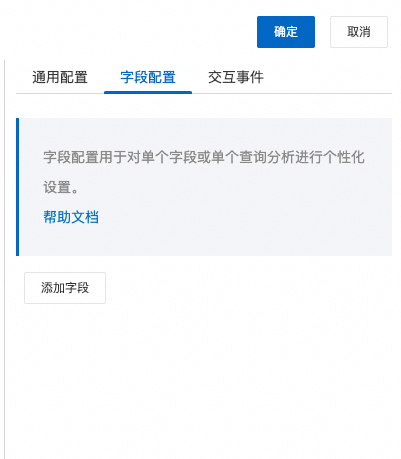 确定 取消
通用配置 字段配置 交互事件
字段配置用于对单个字段或单个查询分析进行个性化
设置。
帮助文档
添加字段